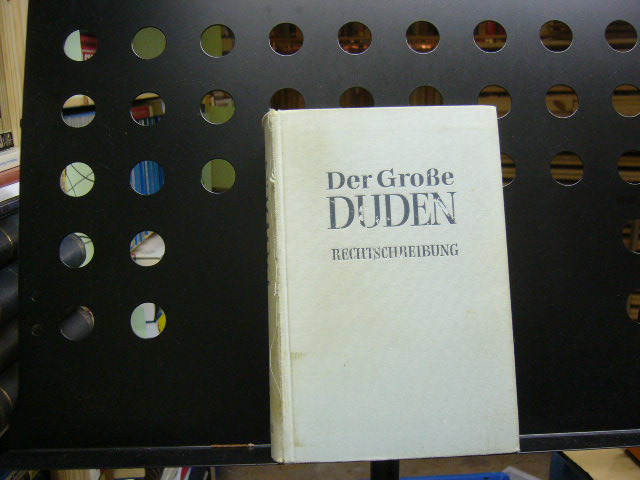 Der Große
DUDEN
RECHTSCHREIBUNG